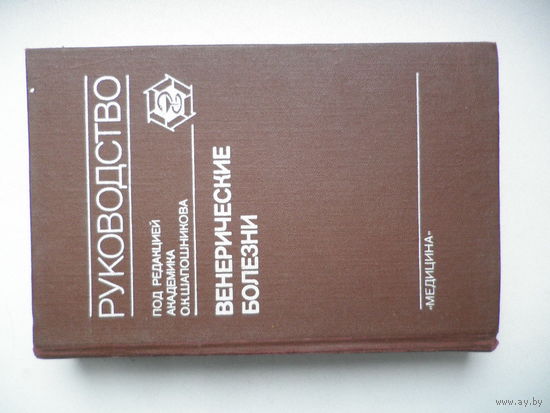 РУКОВОДСТВО
ПОД РЕДАКЦИЕЙ
АКАДЕМИКА
О.К.ШАПОШНИКОВА
ВЕНЕРИЧЕСКИЕ
БОЛЕЗНИ
«МЕДИЦИНА»
www.ay.by